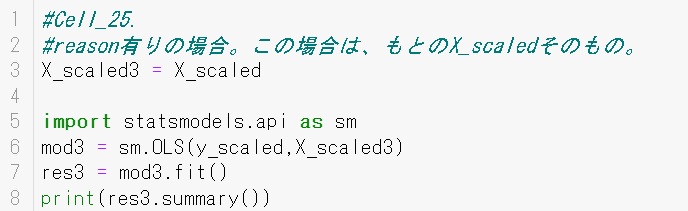 1 #Cell_25.
2 #reason有りの場合。この場合は、もとのX_scaledそのもの。
3 X_scaled3 = X_scaled
4
5 import statsmodels.api as sm
6 mod3 = sm.OLS(y_scaled,X_scaled3)
7 res3 = mod3.fit()
8 print(res3.summary())